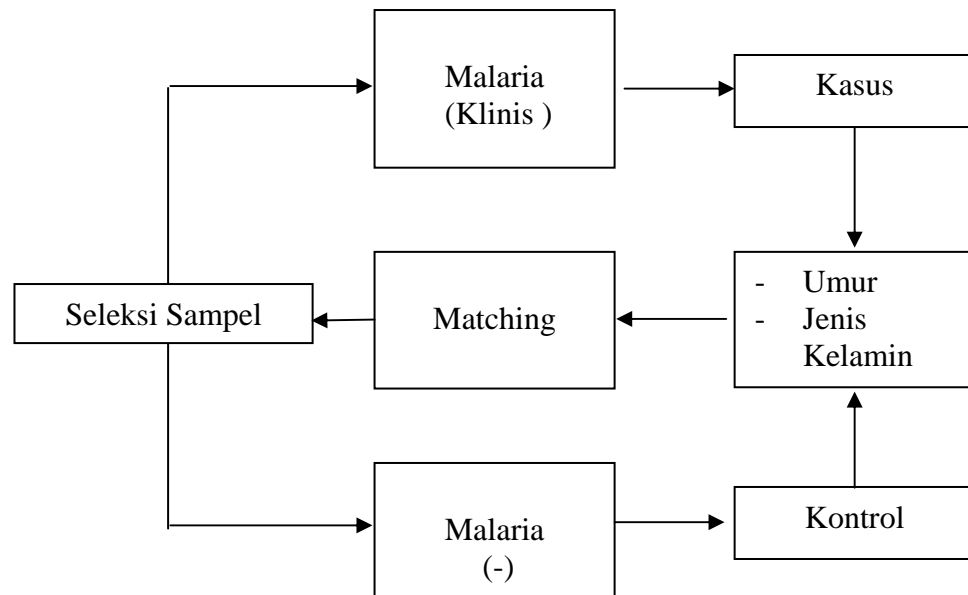 Malaria
(Klinis )
Kasus
Seleksi Sampel
Matching
- Umur
- Jenis
Kelamin
Malaria
(-)
Kontrol